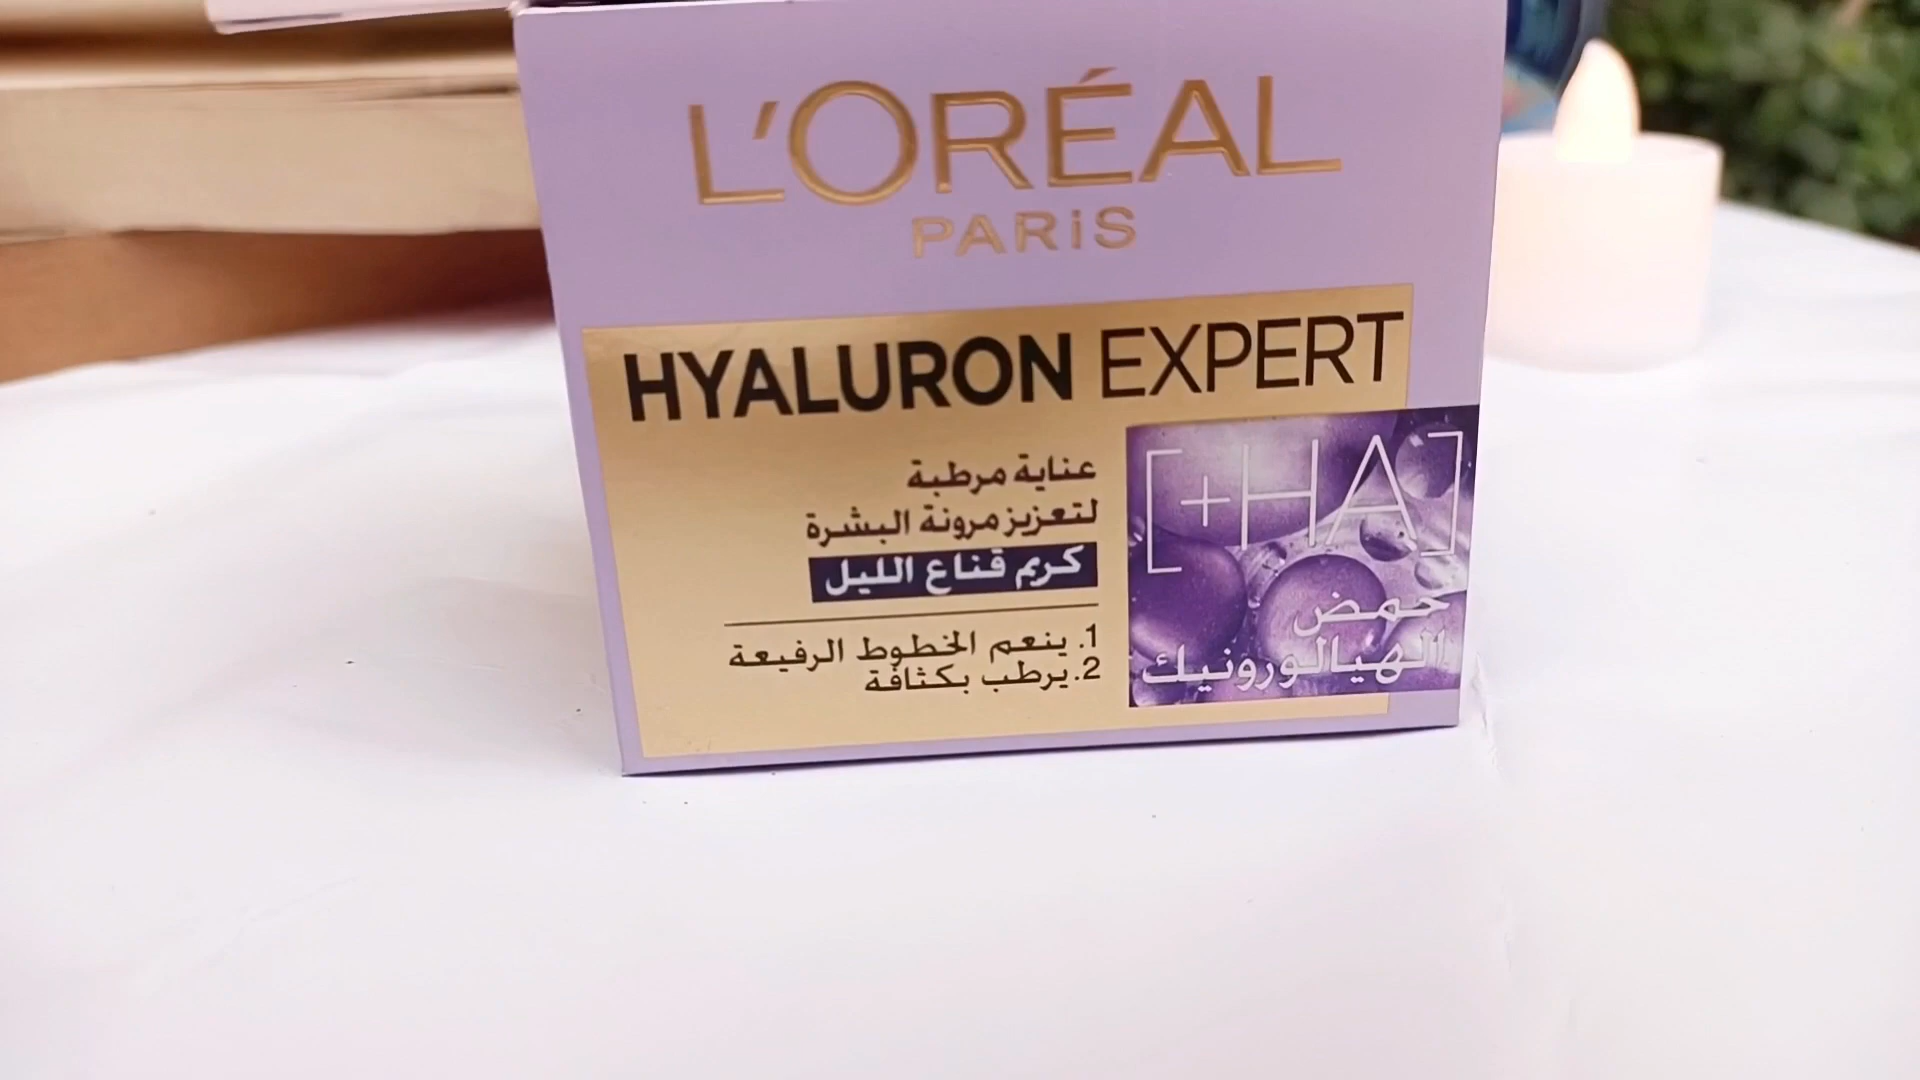 L'ORÉAL
PARiS
HYALURON EXPERT
عناية مرطبة
لتعزيز مرونة البشرة
كريم قناع الليل
1. ينعم الخطوط الرفيعة
2. يرطب بكثافة
[+HA]
حمض
الهيالورونيك